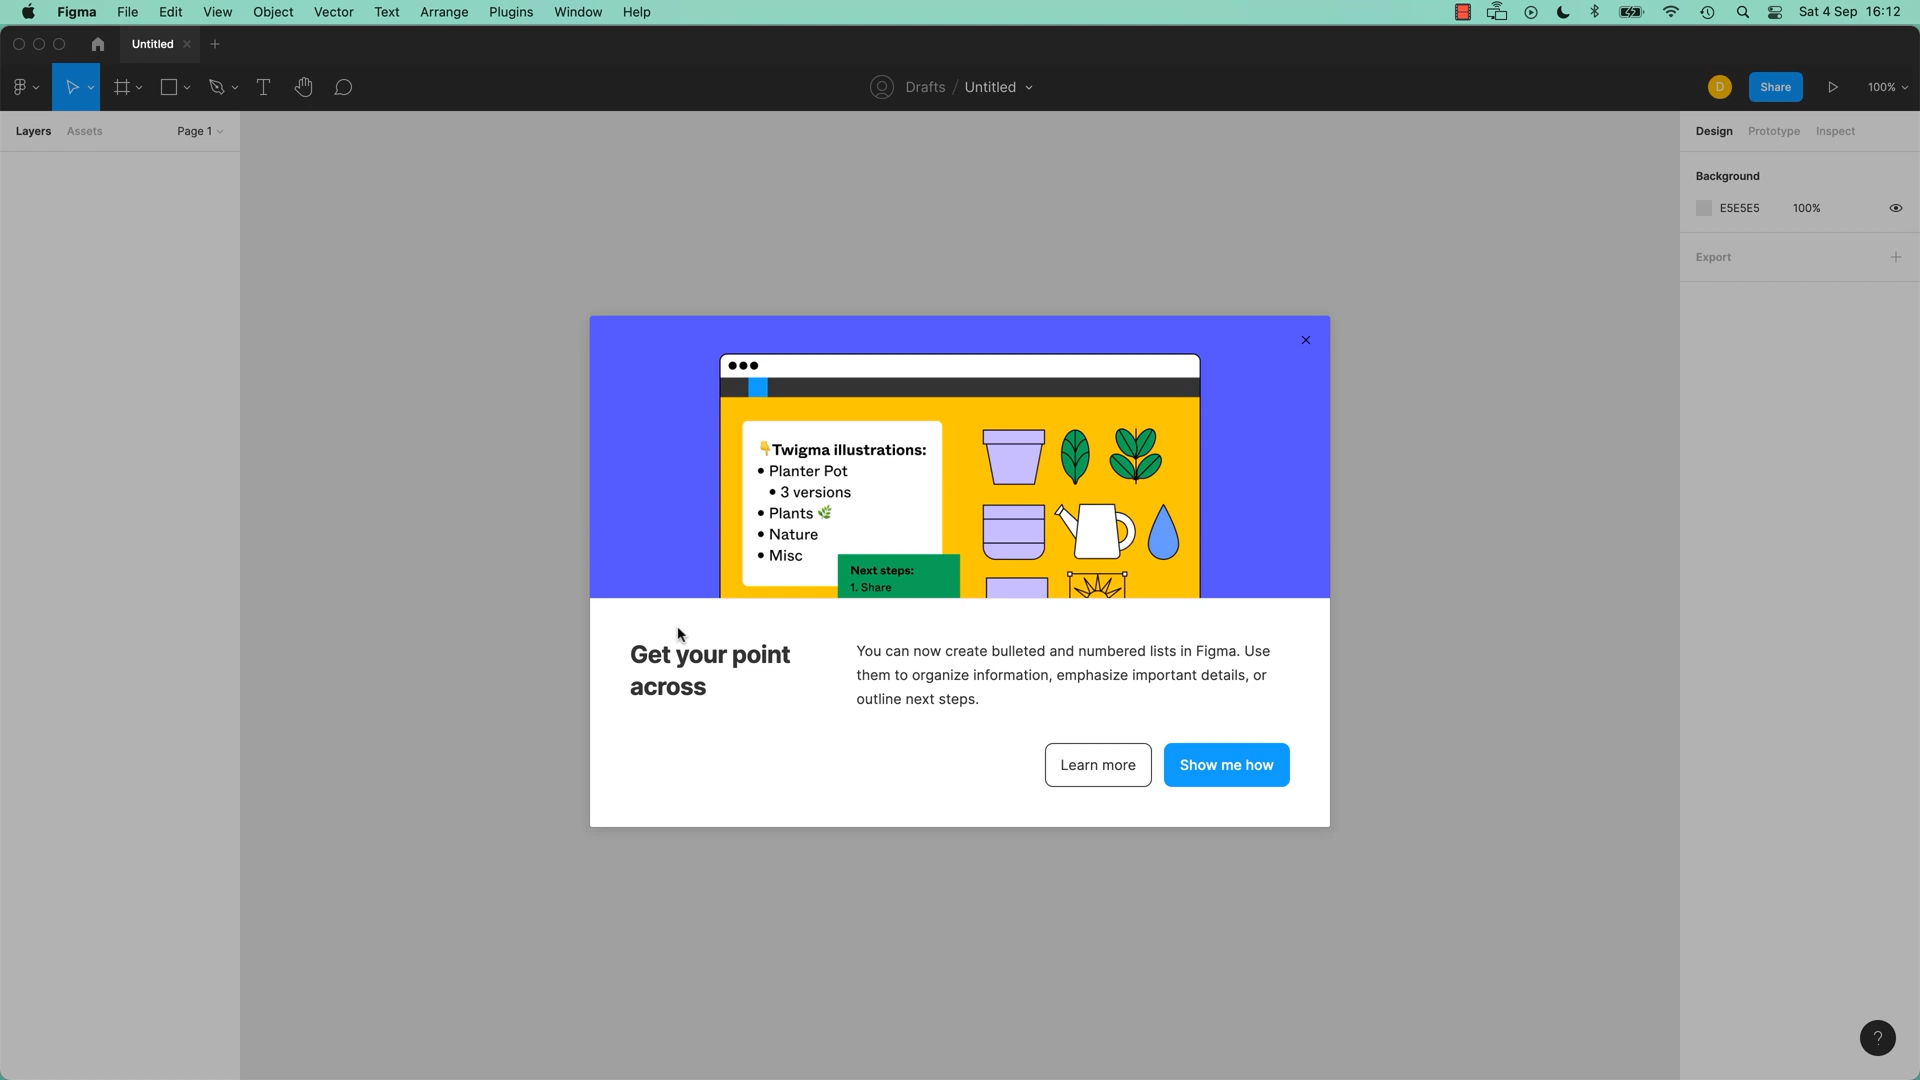 Figma File Edit View Object Vector Text Arrange Plugins Window Help Sat 4 Sep 16:12
Untitled
Drafts / Untitled D Share 100%
Layers Assets Page 1 Design Prototype Inspect
Background
E5E5E5 100%
Export
👇Twigma illustrations:
• Planter Pot
• 3 versions
• Plants 🌿
• Nature
• Misc
Next steps:
1. Share
Get your point
across
You can now create bulleted and numbered lists in Figma. Use
them to organize information, emphasize important details, or
outline next steps.
Learn more Show me how
?